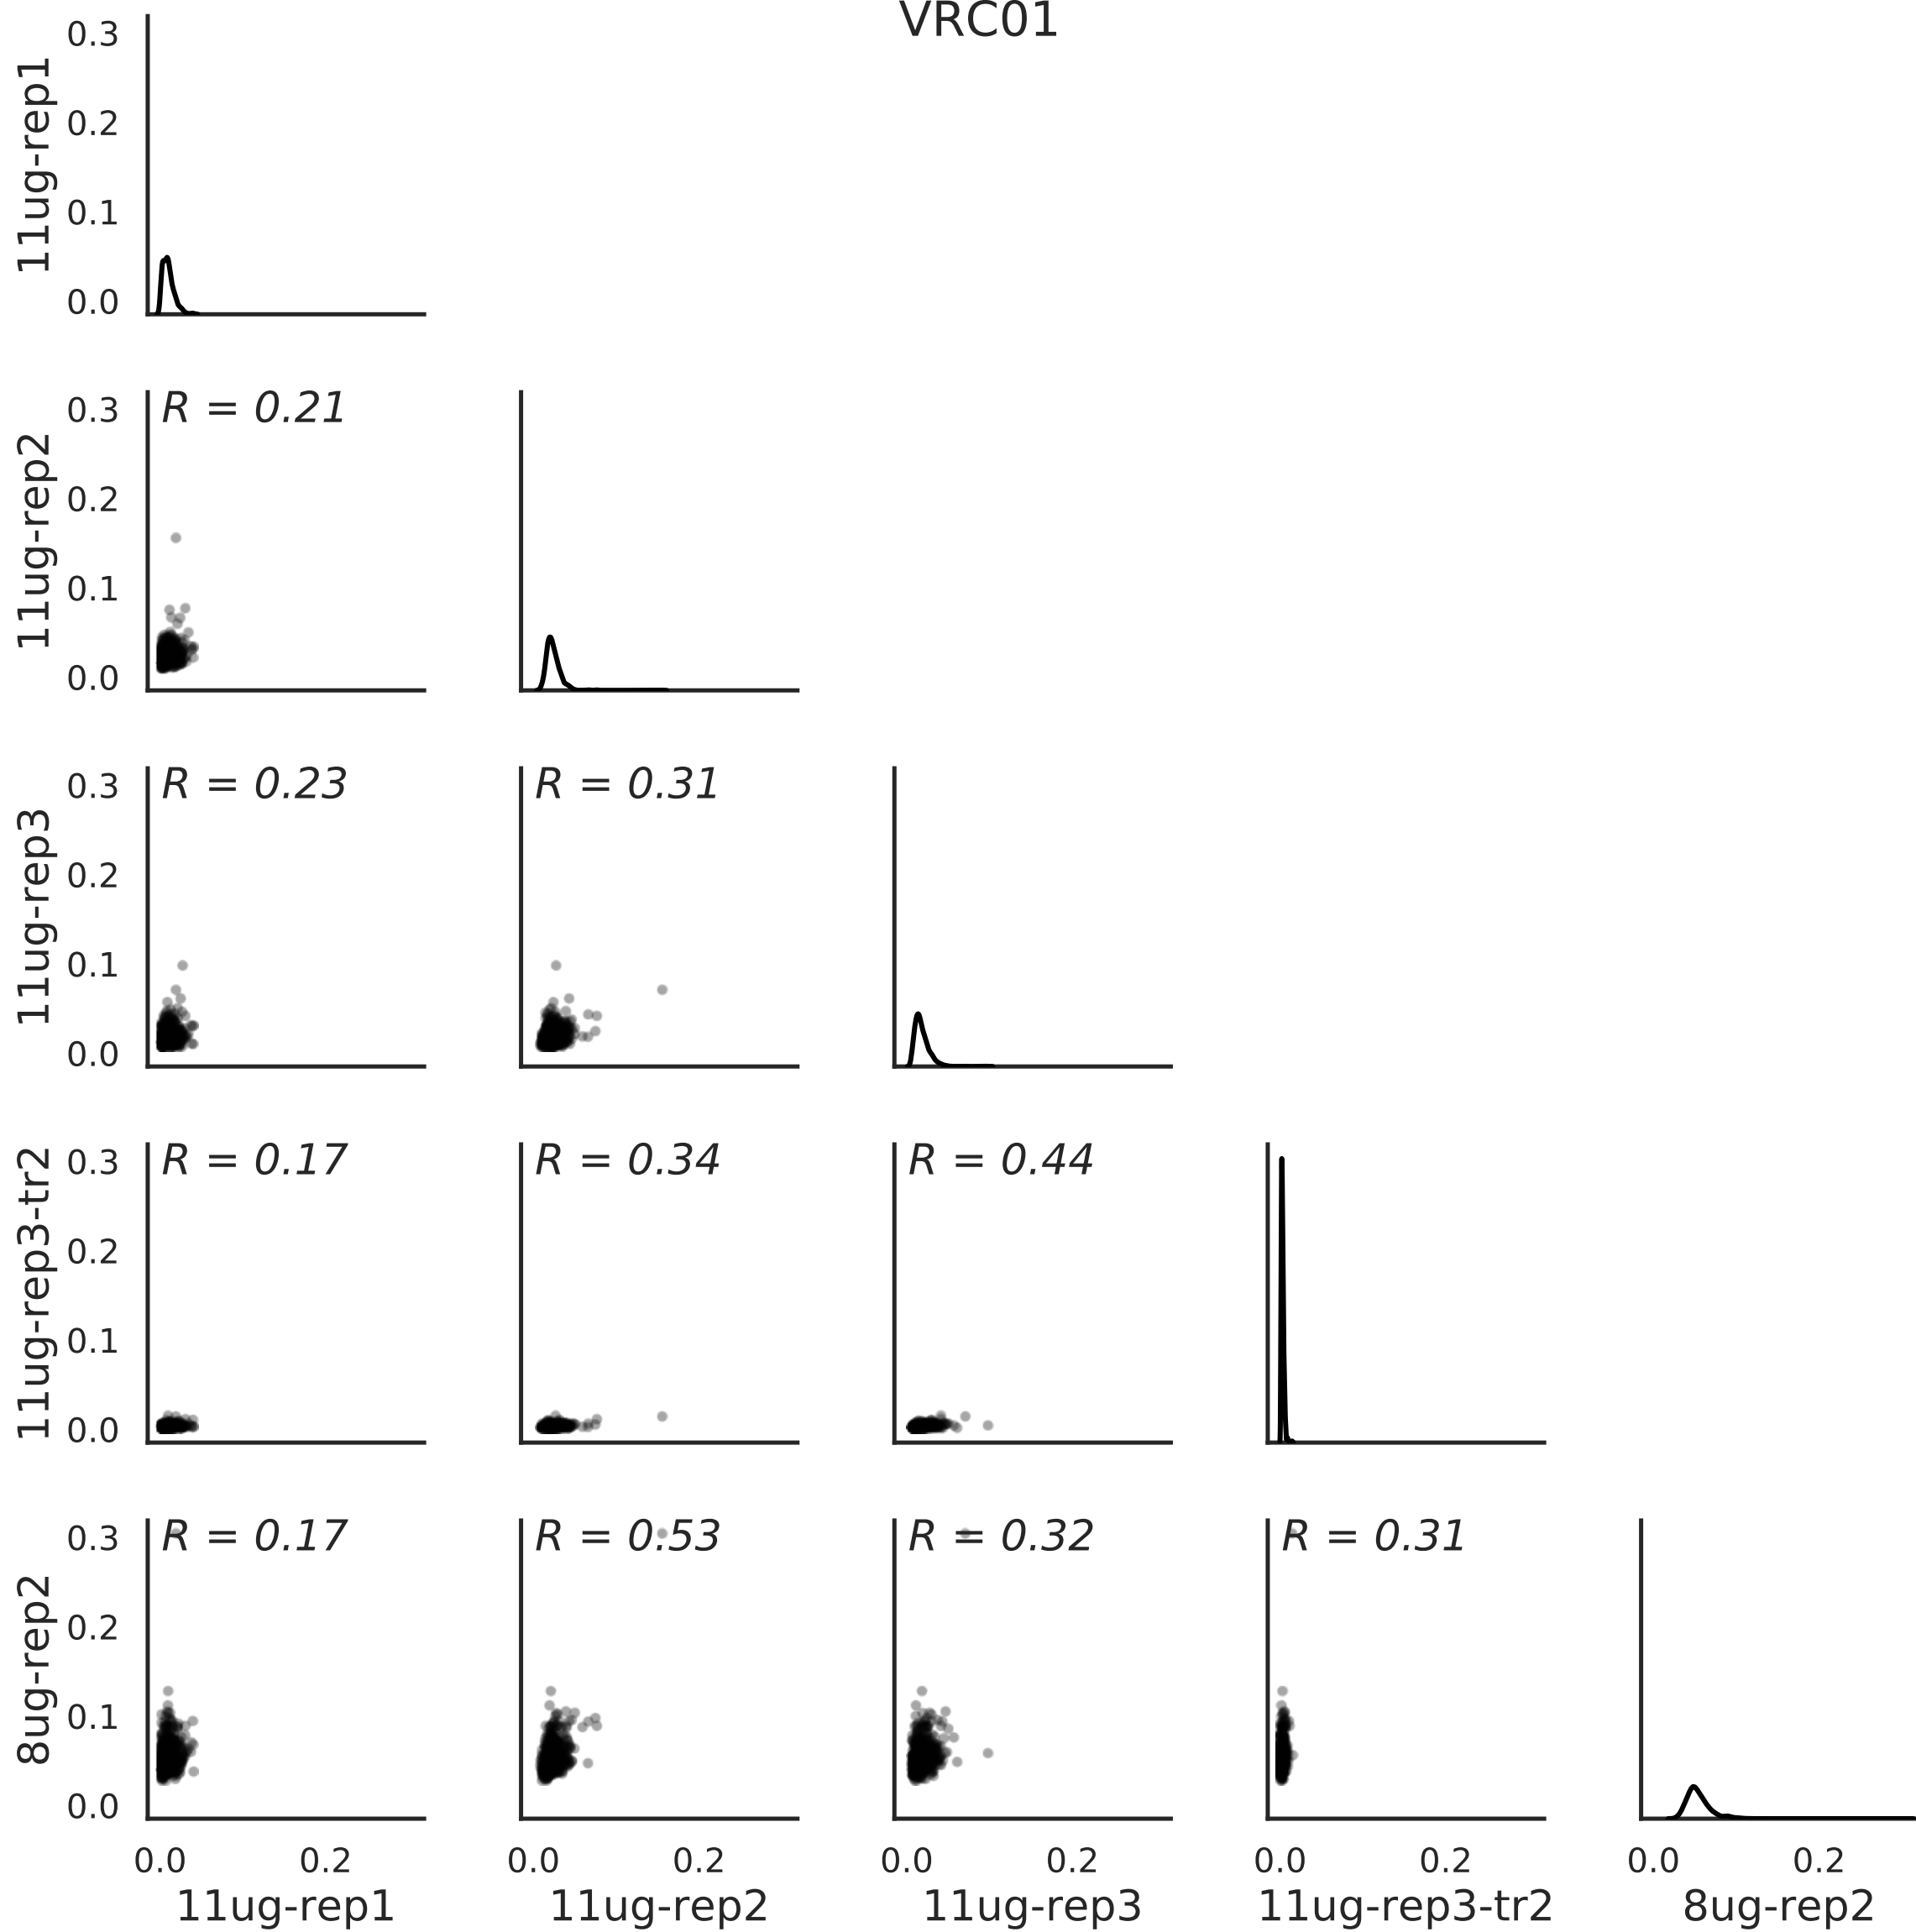 VRC01
0.3
0.2
0.1
0.0
11ug-rep1
R = 0.21
0.3
0.2
0.1
0.0
11ug-rep2
R = 0.23
R = 0.31
0.3
0.2
0.1
0.0
11ug-rep3
R = 0.17
R = 0.34
R = 0.44
0.3
0.2
0.1
0.0
11ug-rep3-tr2
R = 0.17
R = 0.53
R = 0.32
R = 0.31
0.3
0.2
0.1
0.0
8ug-rep2
0.0 0.2
0.0 0.2
0.0 0.2
0.0 0.2
0.0 0.2
11ug-rep1
11ug-rep2
11ug-rep3
11ug-rep3-tr2
8ug-rep2